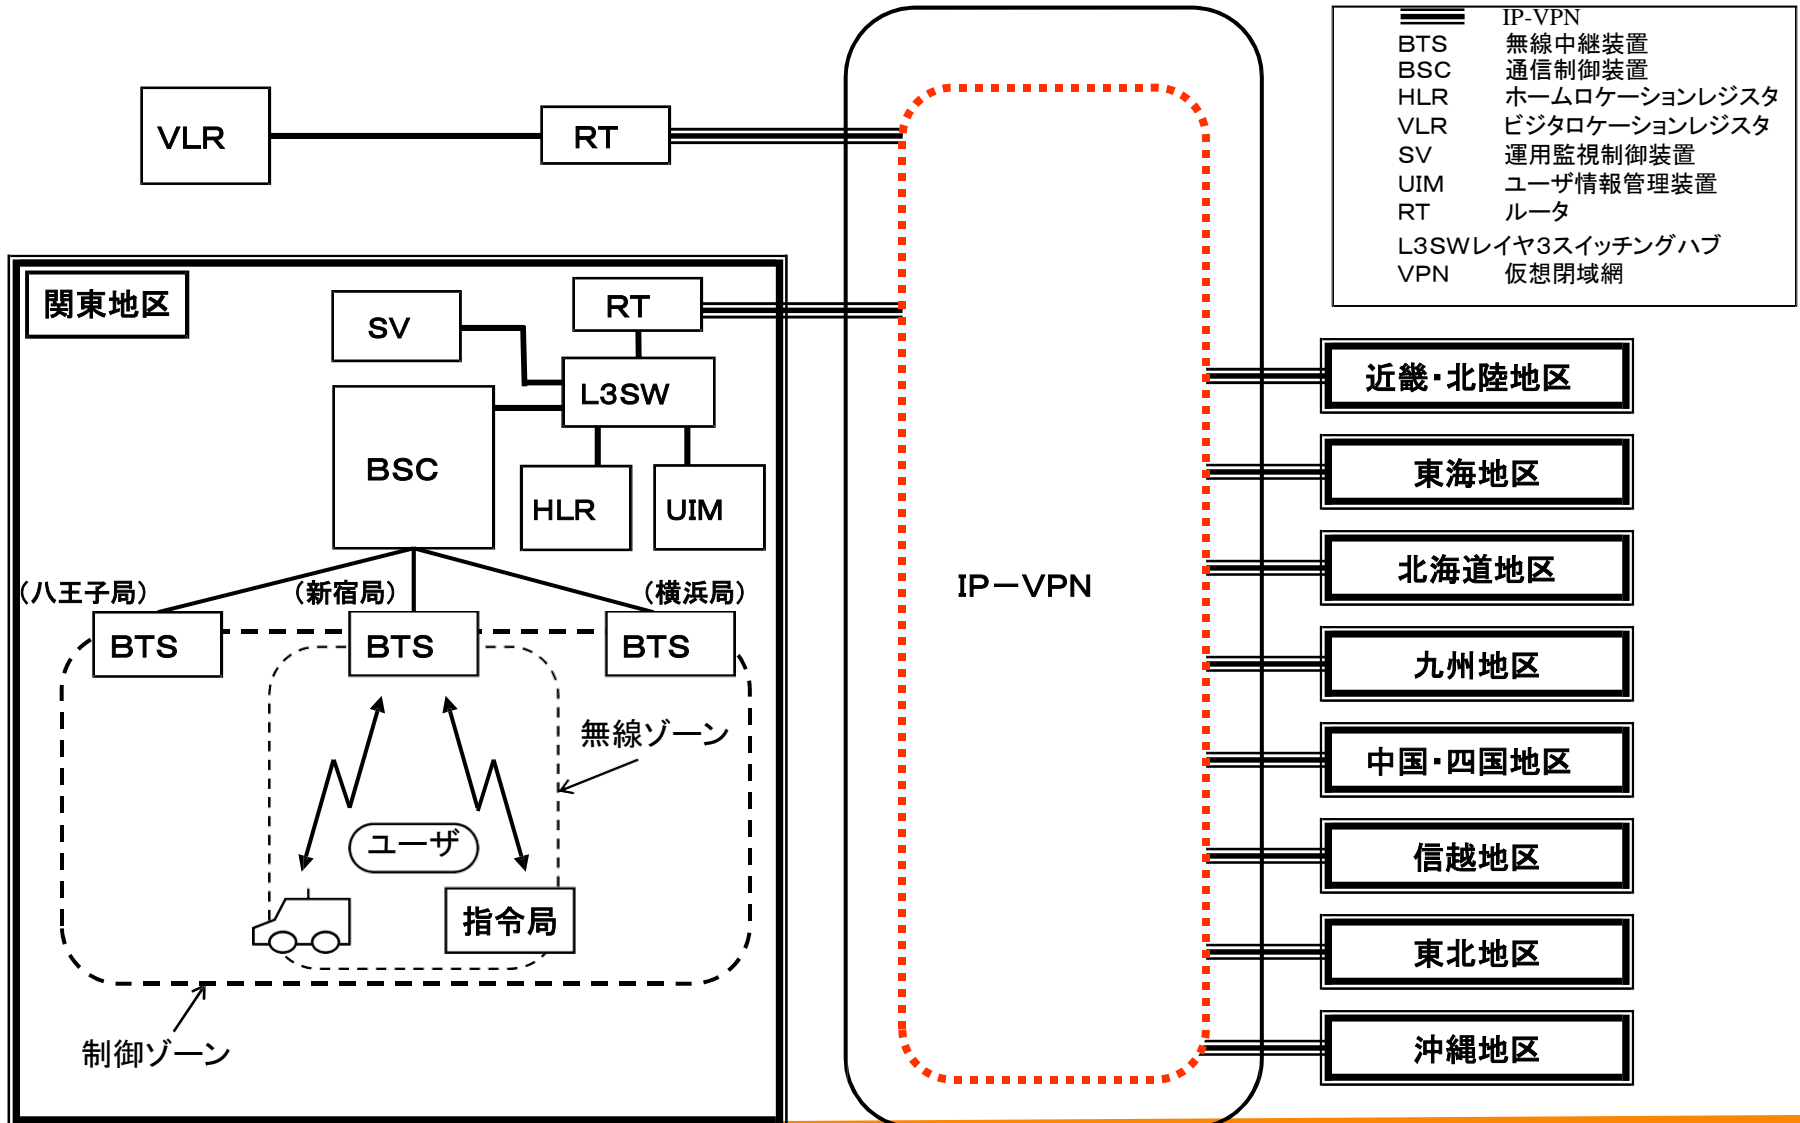 IP-VPN
BTS 無線中継装置
BSC 通信制御装置
HLR ホームロケーションレジスタ
VLR ビジタロケーションレジスタ
SV 運用監視制御装置
UIM ユーザ情報管理装置
RT ルータ
L3SWレイヤ3スイッチングハブ
VPN 仮想閉域網
VLR
RT
関東地区
SV
RT
L3SW
BSC
HLR
UIM
(八王子局)
(新宿局)
(横浜局)
BTS
BTS
BTS
無線ゾーン
ユーザ
指令局
制御ゾーン
IP−VPN
近畿・北陸地区
東海地区
北海道地区
九州地区
中国・四国地区
信越地区
東北地区
沖縄地区